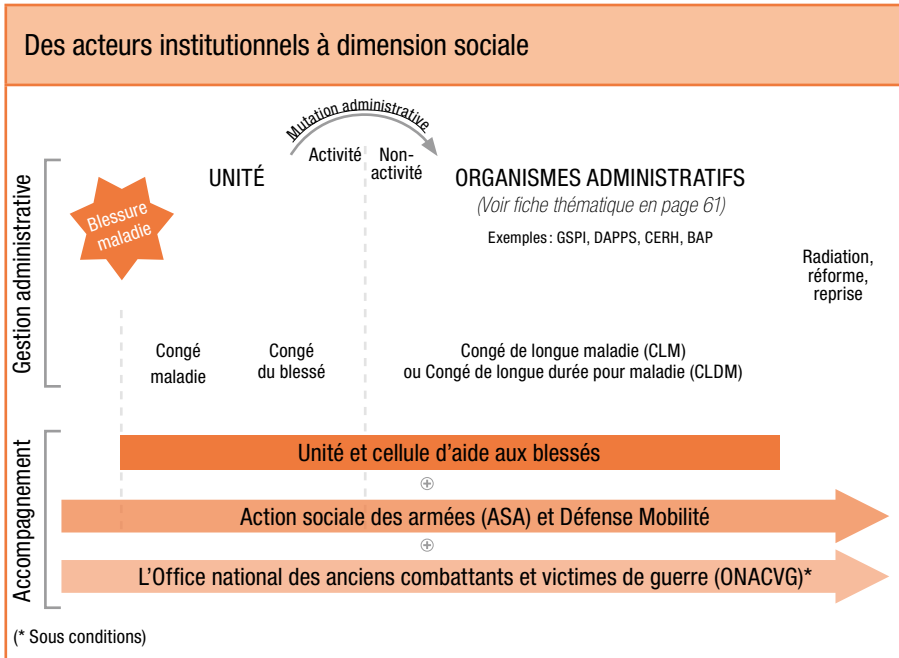 Des acteurs institutionnels à dimension sociale
Mutation administrative
Activité
Non-
activité
UNITÉ
ORGANISMES ADMINISTRATIFS
(Voir fiche thématique en page 61)
Exemples : GSPI, DAPPS, CERH, BAP
Blessure
maladie
Radiation,
réforme,
reprise
Gestion administrative
Congé
maladie
Congé
du blessé
Congé de longue maladie (CLM)
ou Congé de longue durée pour maladie (CLDM)
Accompagnement
Unité et cellule d’aide aux blessés
Action sociale des armées (ASA) et Défense Mobilité
L’Office national des anciens combattants et victimes de guerre (ONACVG)*
(* Sous conditions)